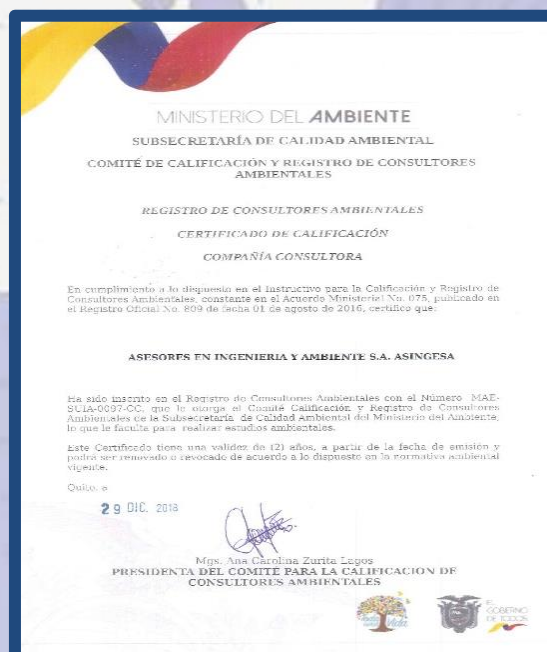 MINISTERIO DEL AMBIENTE
SUBSECRETARÍA DE CALIDAD AMBIENTAL
COMITÉ DE CALIFICACIÓN Y REGISTRO DE CONSULTORES
AMBIENTALES
REGISTRO DE CONSULTORES AMBIENTALES
CERTIFICADO DE CALIFICACIÓN
COMPAÑÍA CONSULTORA
En cumplimiento a lo dispuesto en el Instructivo para la Calificación y Registro de
Consultores Ambientales, constante en el Acuerdo Ministerial No. 075, publicado en
el Registro Oficial No. 809 de fecha 01 de agosto de 2016, certifico que:
ASESORES EN INGENIERIA Y AMBIENTE S.A. ASINGESA
Ha sido inscrito en el Registro de Consultores Ambientales con el Número MAE-
SUIA-0097-CC, que le otorga el Comité Calificación y Registro de Consultores
Ambientales de la Subsecretaría de Calidad Ambiental del Ministerio del Ambiente,
lo que le faculta para realizar estudios ambientales.
Este Certificado tiene una validez de (2) años, a partir de la fecha de emisión y
podrá ser renovado o revocado de acuerdo a lo dispuesto en la normativa ambiental
vigente.
Quito, a
29 DIC. 2018
Mgs. Ana Carolina Zurita Lagos
PRESIDENTA DEL COMITÉ PARA LA CALIFICACION DE
CONSULTORES AMBIENTALES
EL
GOBIERNO
DE TODOS